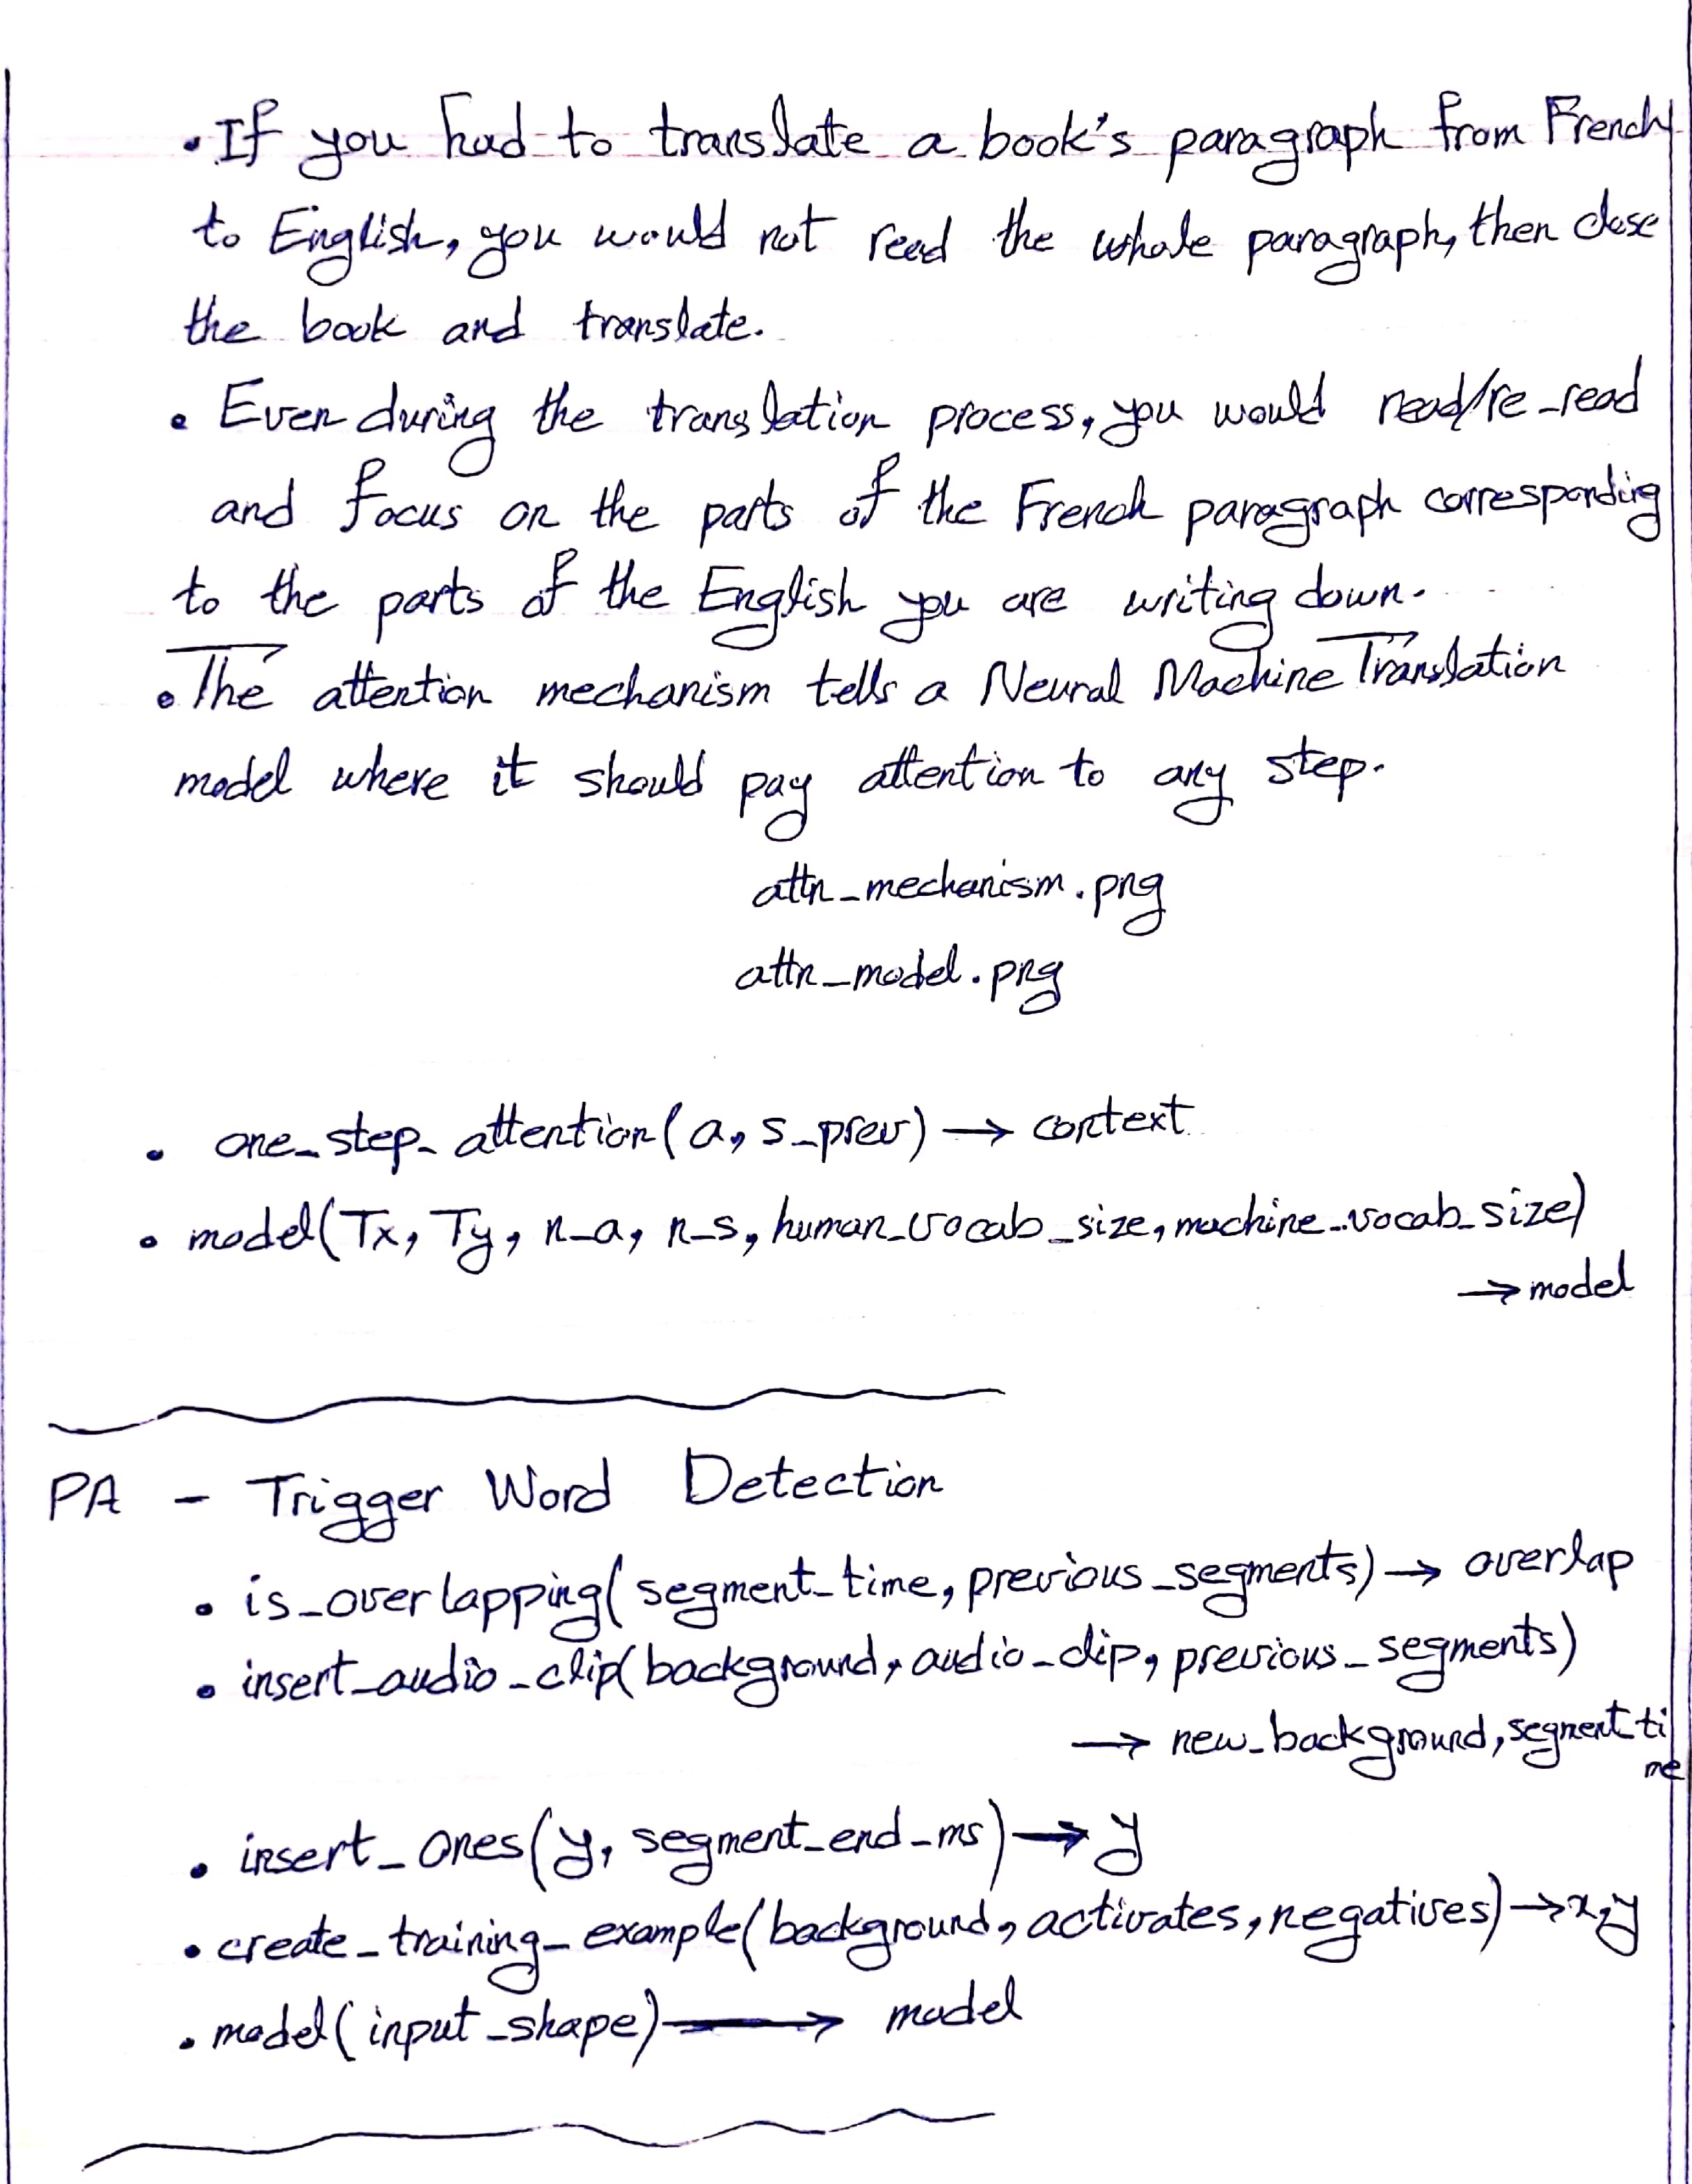 • If you had to translate a book's paragraph from French
to English, you would not read the whole paragraph, then close
the book and translate.
• Even during the translation process, you would read/re_read
and focus on the parts of the French paragraph corresponding
to the parts of the English you are writing down.
• The attention mechanism tells a Neural Machine Translation
model where it should pay attention to any step.
attn_mechanism.png
attn_model.png
• one_step_attention(a, s_prev) → context
• model(Tx, Ty, n_a, n_s, human_vocab_size, machine_vocab_size)
→ model
PA - Trigger Word Detection
• is_overlapping(segment_time, previous_segments) → overlap
• insert_audio_clip(background, audio_clip, previous_segments)
→ new_background, segment_ti
me
• insert_ones(y, segment_end_ms) → y
• create_training_example(background, activates, negatives) → x, y
• model(input_shape) → model